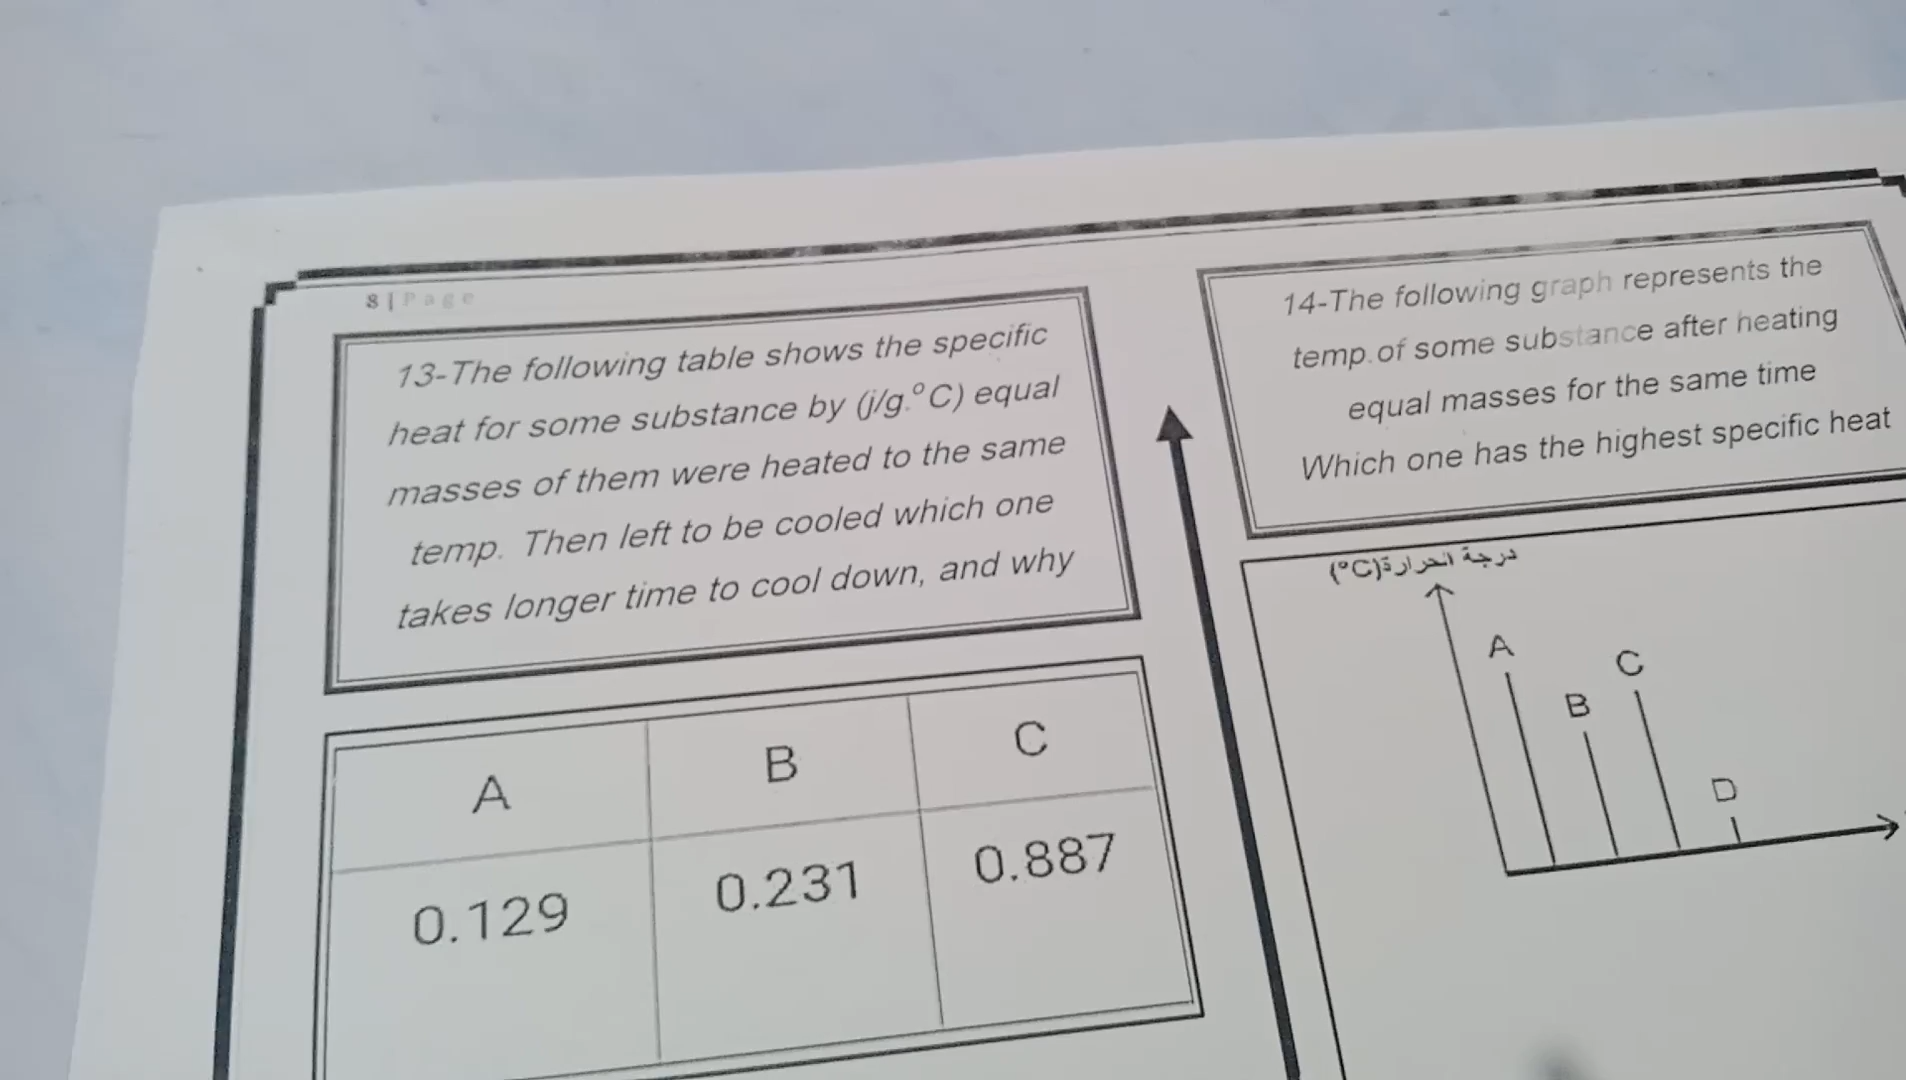 8 | Page
13-The following table shows the specific
heat for some substance by (j/g.°C) equal
masses of them were heated to the same
temp. Then left to be cooled which one
takes longer time to cool down, and why
A B C
0.129 0.231 0.887
14-The following graph represents the
temp.of some substance after heating
equal masses for the same time
Which one has the highest specific heat
درجة الحرارة(°C)
A
B
C
D